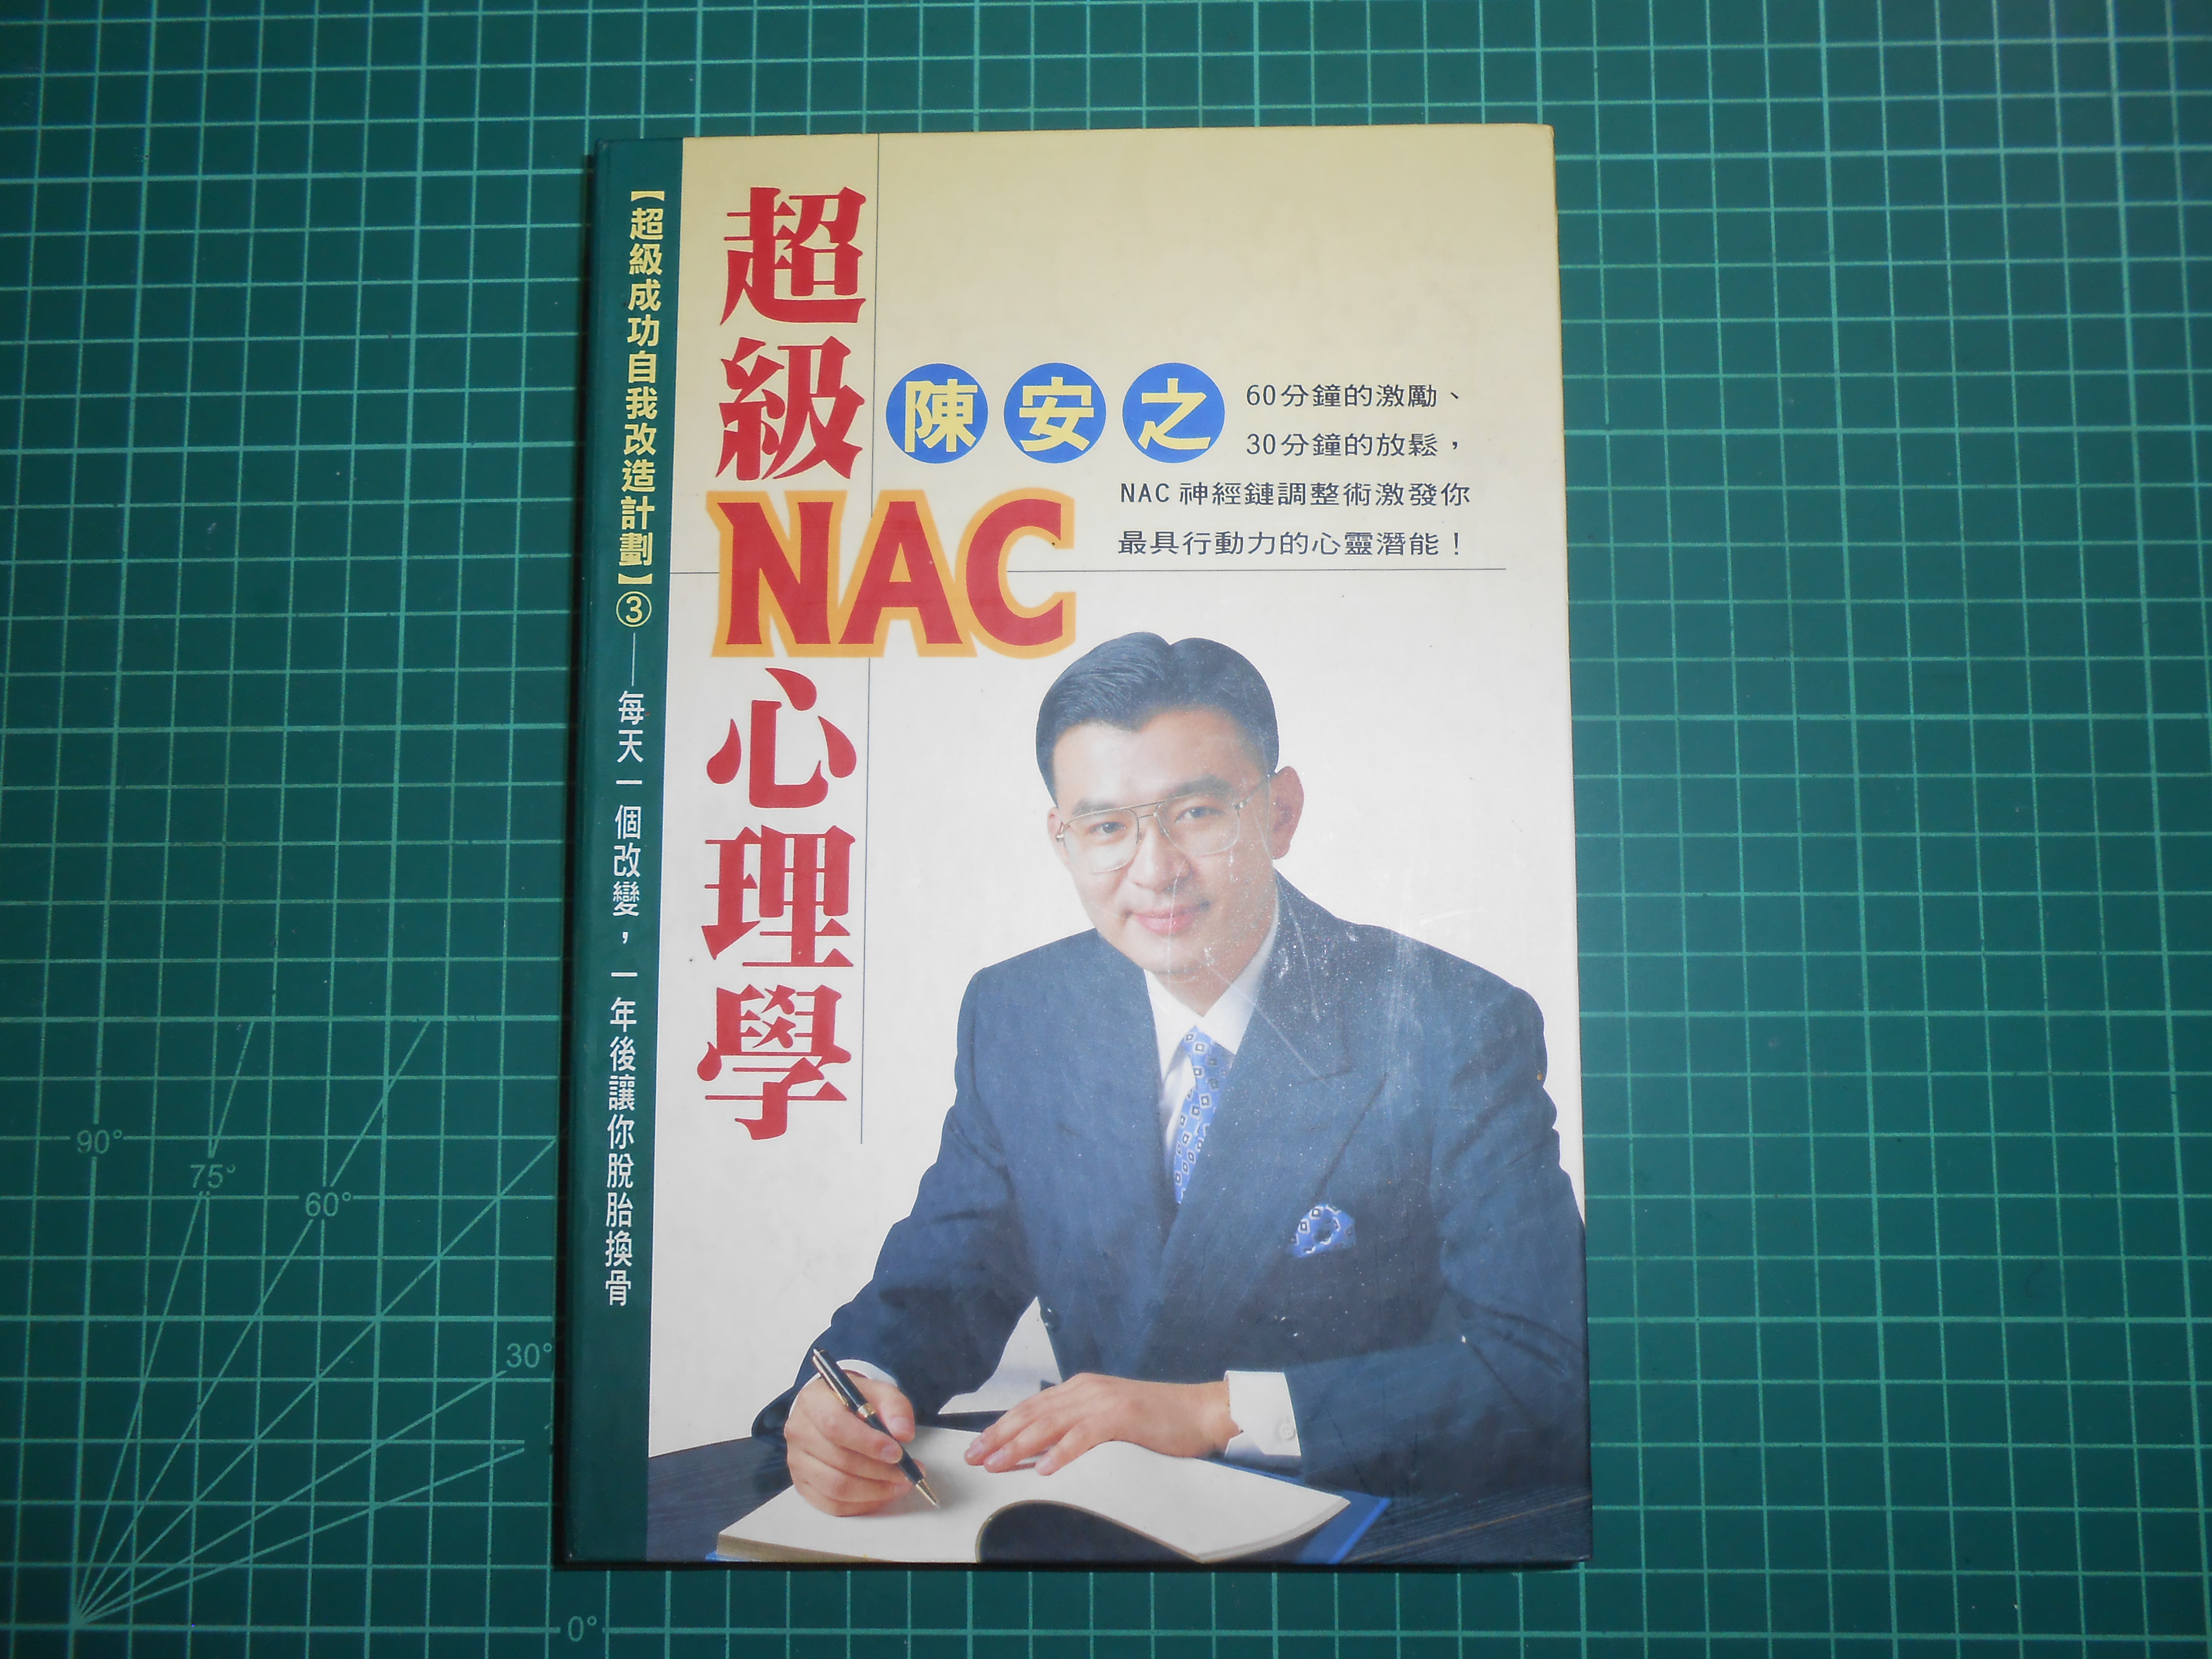 【超級成功自我改造計劃】③——每天一個改變，一年後讓你脫胎換骨
超級NAC心理學
陳安之
60分鐘的激勵、
30分鐘的放鬆，
NAC神經鏈調整術激發你
最具行動力的心靈潛能！
90°
75°
60°
30°
0°